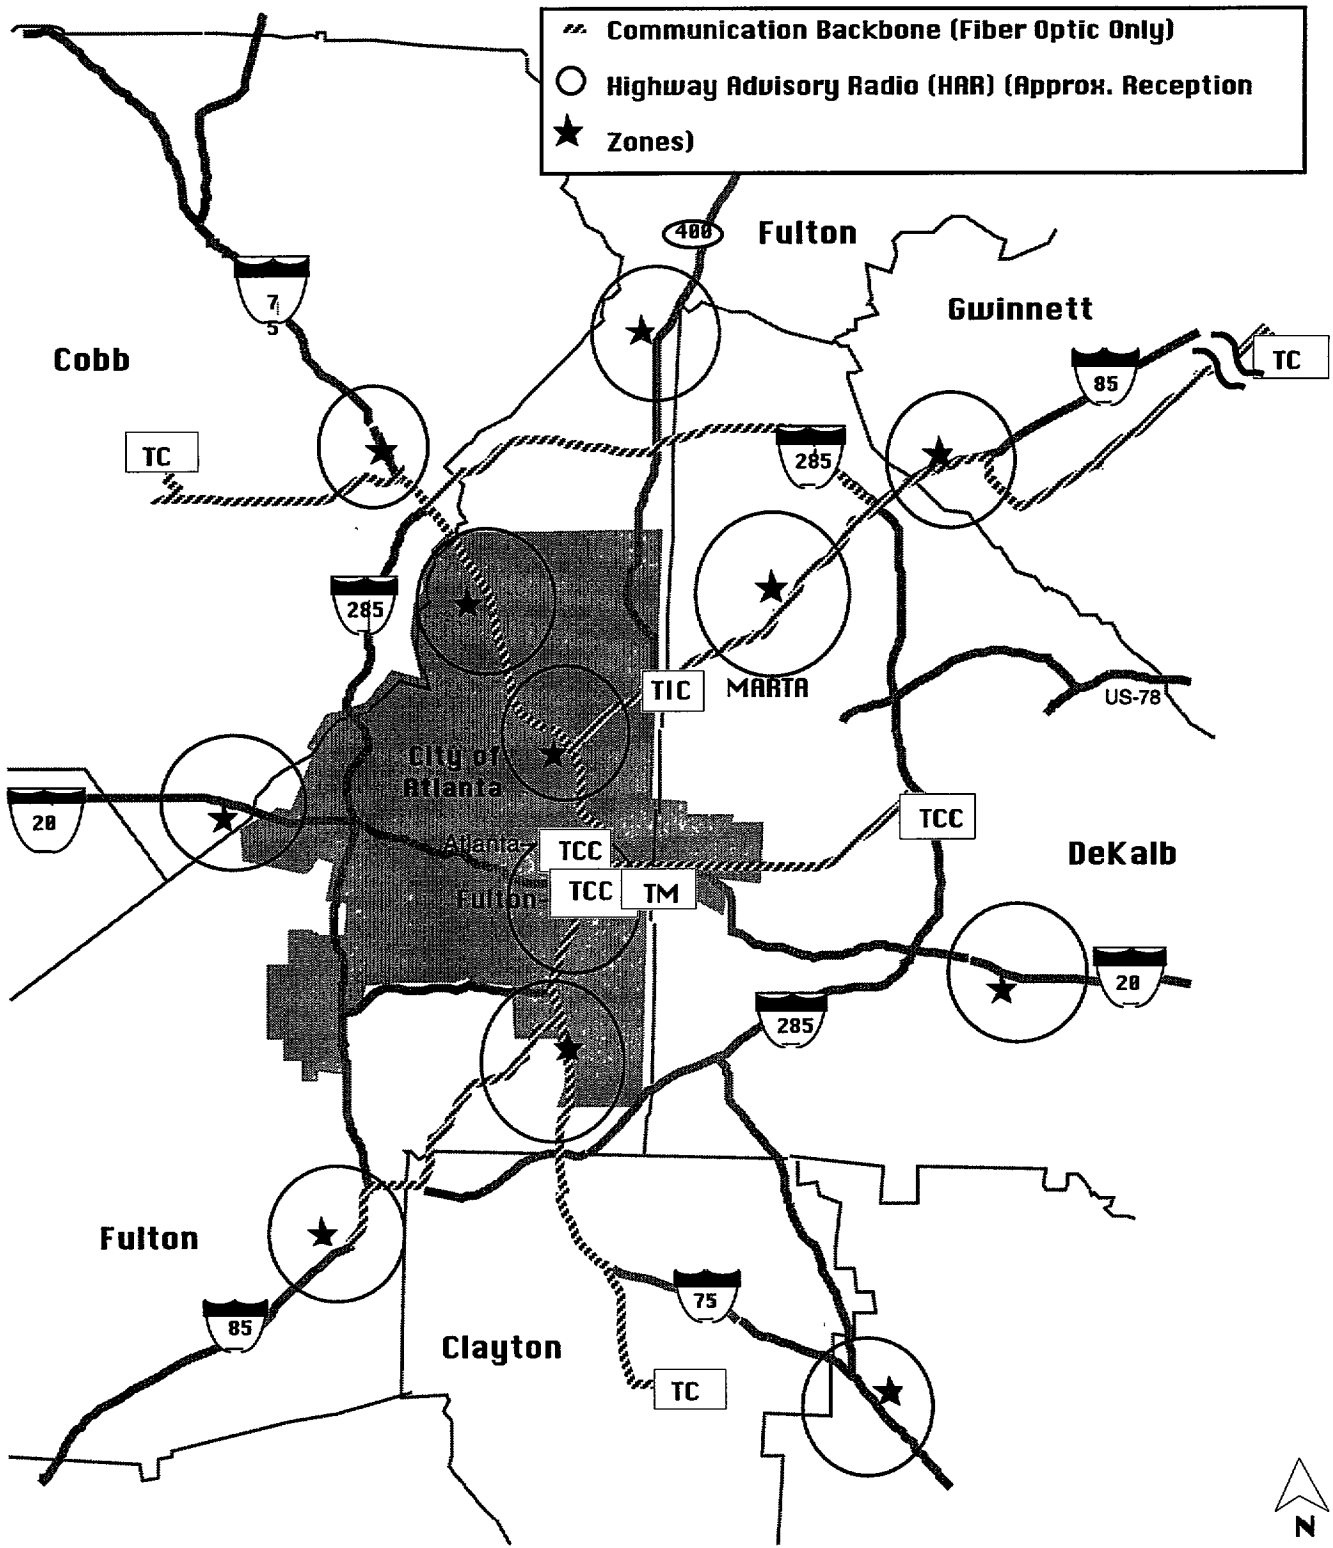 Communication Backbone (Fiber Optic Only)
Highway Advisory Radio (HAR) (Approx. Reception
Zones)
400
Fulton
7
5
Gwinnett
Cobb
85
TC
TC
285
285
TIC
MARTA
US-78
City of
Atlanta
20
TCC
Atlanta-
TCC
DeKalb
Fulton-
TCC
TM
20
285
Fulton
85
75
Clayton
TC
N